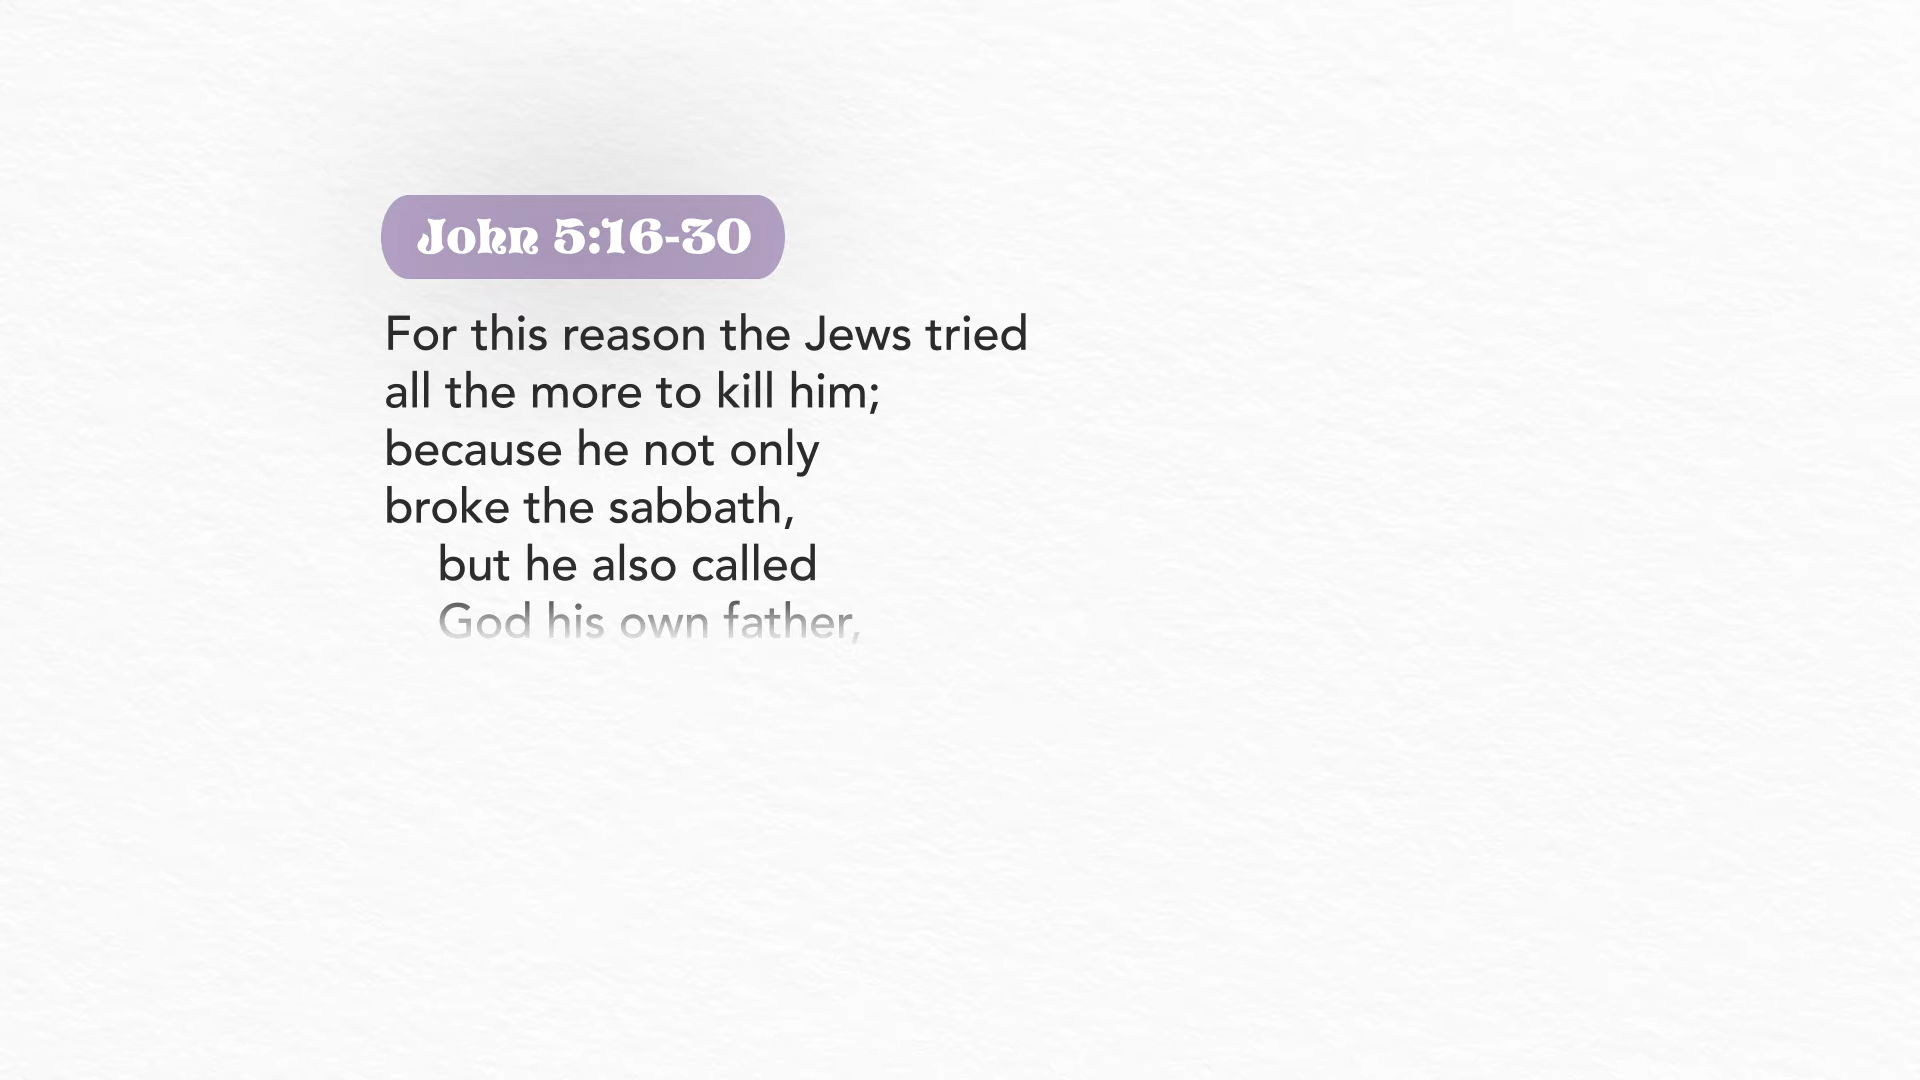 John 5:16-30
For this reason the Jews tried
all the more to kill him;
because he not only
broke the sabbath,
but he also called
God his own father,